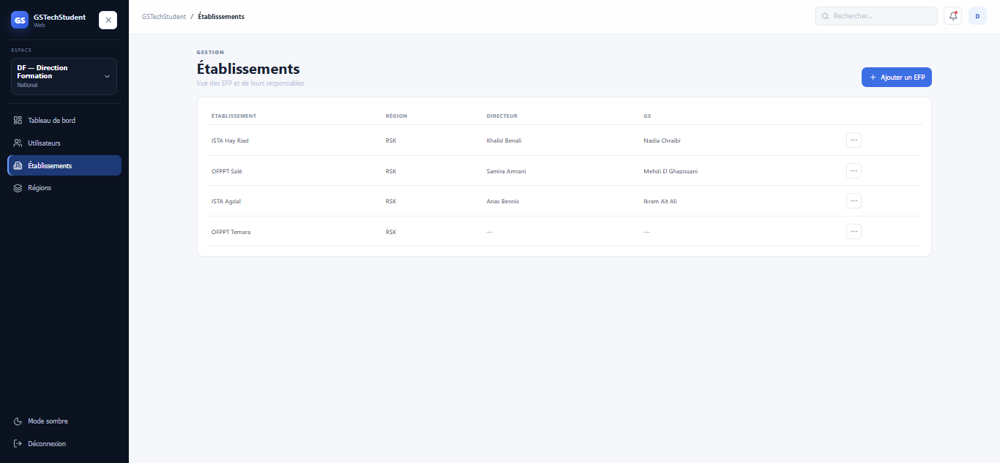 GS
GSTechStudent
Web
ESPACE
DF — Direction
Formation
National
Tableau de bord
Utilisateurs
Établissements
Régions
Mode sombre
Déconnexion
GSTechStudent / Établissements
Rechercher...
D
GESTION
Établissements
Vue des EFP et de leurs responsables
+ Ajouter un EFP
ÉTABLISSEMENT RÉGION DIRECTEUR GS
ISTA Hay Riad RSK Khalid Benali Nadia Chraibi ...
OFPPT Salé RSK Samira Amrani Mehdi El Ghazouani ...
ISTA Agdal RSK Anas Bennis Ikram Ait Ali ...
OFPPT Temara RSK — — ...